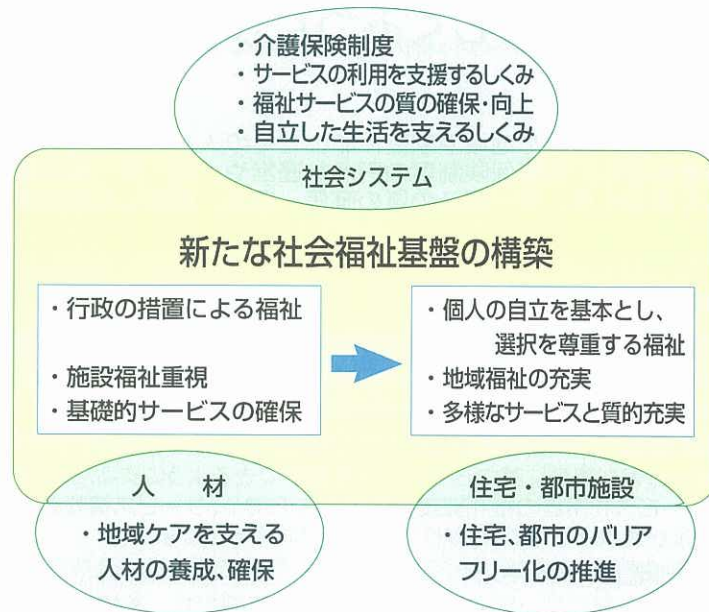 ・介護保険制度
・サービスの利用を支援するしくみ
・福祉サービスの質の確保・向上
・自立した生活を支えるしくみ
社会システム
新たな社会福祉基盤の構築
・行政の措置による福祉
・施設福祉重視
・基礎的サービスの確保
・個人の自立を基本とし、
選択を尊重する福祉
・地域福祉の充実
・多様なサービスと質的充実
人　材
・地域ケアを支える
人材の養成、確保
住宅・都市施設
・住宅、都市のバリア
フリー化の推進